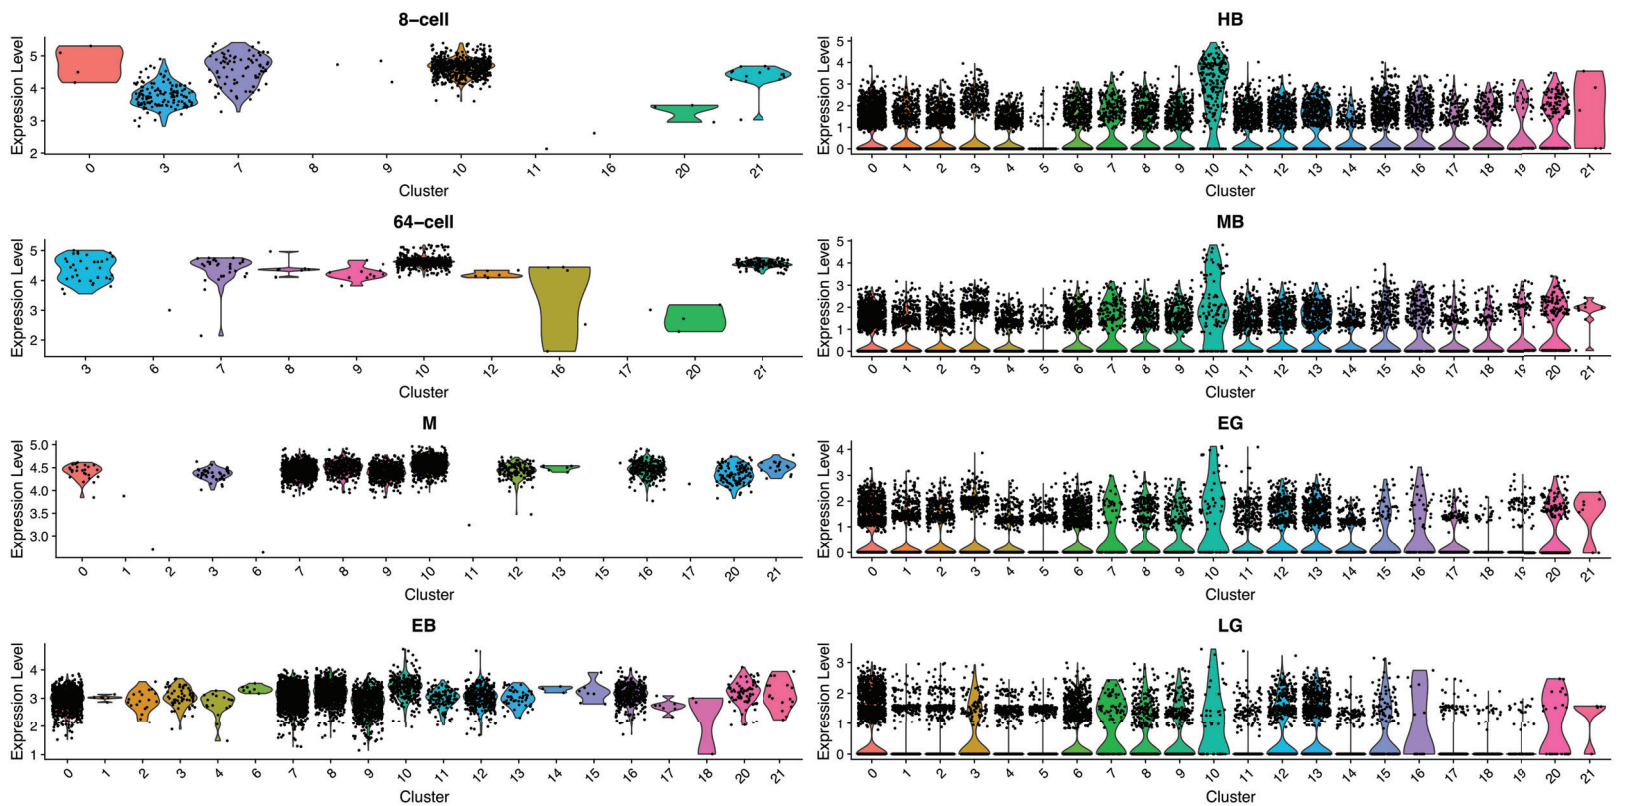 8-cell
Expression Level
5
4
3
2
0 3 7 8 9 10 11 16 20 21
Cluster
HB
Expression Level
5
4
3
2
1
0
0 1 2 3 4 5 6 7 8 9 10 11 12 13 14 15 16 17 18 19 20 21
Cluster
64-cell
Expression Level
5
4
3
2
3 6 7 8 9 10 12 16 17 20 21
Cluster
MB
Expression Level
5
4
3
2
1
0
0 1 2 3 4 5 6 7 8 9 10 11 12 13 14 15 16 17 18 19 20 21
Cluster
M
Expression Level
5.0
4.5
4.0
3.5
3.0
0 1 2 3 6 7 8 9 10 11 12 13 15 16 17 20 21
Cluster
EG
Expression Level
4
3
2
1
0
0 1 2 3 4 5 6 7 8 9 10 11 12 13 14 15 16 17 18 19 20 21
Cluster
EB
Expression Level
4
3
2
1
0 1 2 3 4 6 7 8 9 10 11 12 13 14 15 16 17 18 20 21
Cluster
LG
Expression Level
3
2
1
0
0 1 2 3 4 5 6 7 8 9 10 11 12 13 14 15 16 17 18 19 20 21
Cluster